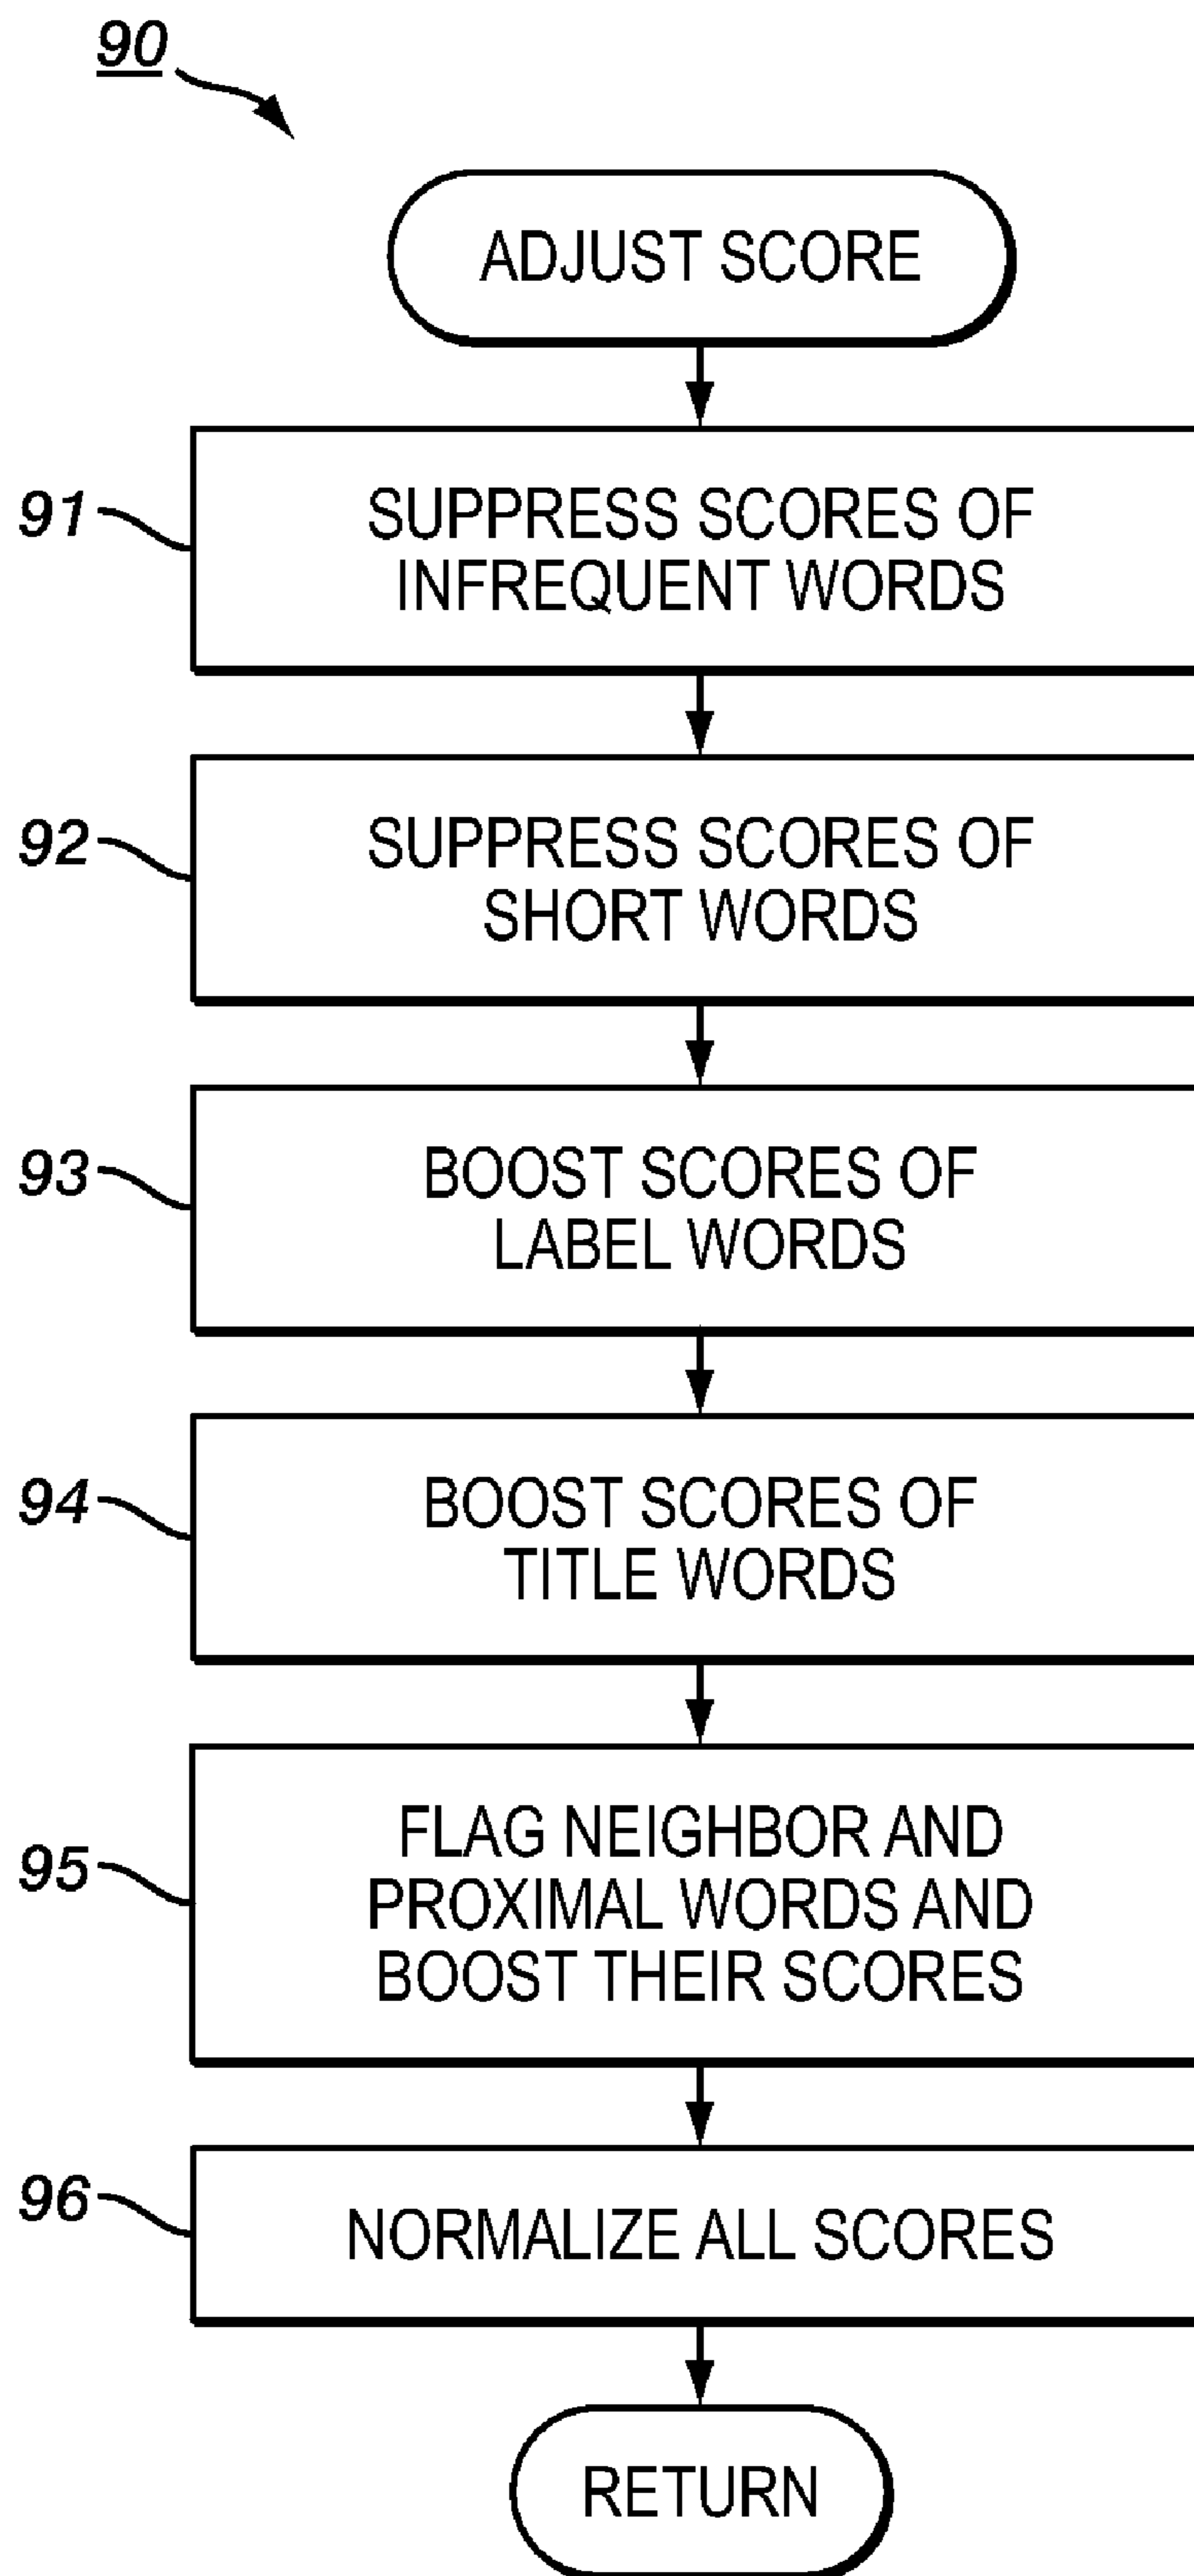 90
ADJUST SCORE
91
SUPPRESS SCORES OF
INFREQUENT WORDS
92
SUPPRESS SCORES OF
SHORT WORDS
93
BOOST SCORES OF
LABEL WORDS
94
BOOST SCORES OF
TITLE WORDS
95
FLAG NEIGHBOR AND
PROXIMAL WORDS AND
BOOST THEIR SCORES
96
NORMALIZE ALL SCORES
RETURN